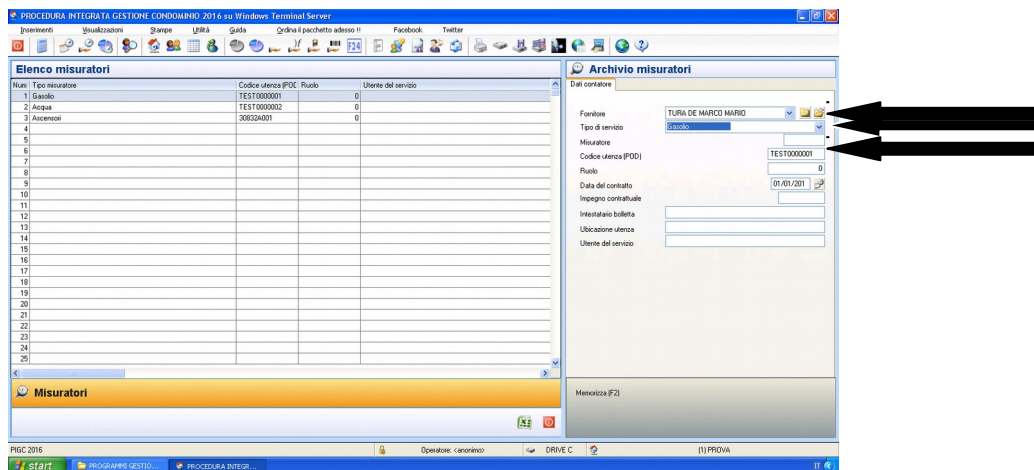 PROCEDURA INTEGRATA GESTIONE CONDOMINIO 2016 su Windows Terminal Server
Inserimenti Visualizzazioni Stampe Utilità Guida Ordina il pacchetto adesso !! Facebook Twitter
F24
Elenco misuratori
Num Tipo misuratore Codice utenza (POD Ruolo Utente del servizio
1 Gasolio TEST0000001 0
2 Acqua TEST0000002 0
3 Ascensori 30832A001 0
4
5
6
7
8
9
10
11
12
13
14
15
16
17
18
19
20
21
22
23
24
25
Misuratori
Archivio misuratori
Dati contatore
Fornitore TURA DE MARCO MARIO
Tipo di servizio Gasolio
Misuratore
Codice utenza (POD) TEST0000001
Ruolo 0
Data del contratto 01/01/201
Impegno contrattuale
Intestatario bolletta
Ubicazione utenza
Utente del servizio
Memorizza (F2)
PIGC 2016 Operatore: <anonimo> DRIVE C (1) PROVA
start PROGRAMMI GESTIO... PROCEDURA INTEGR... IT